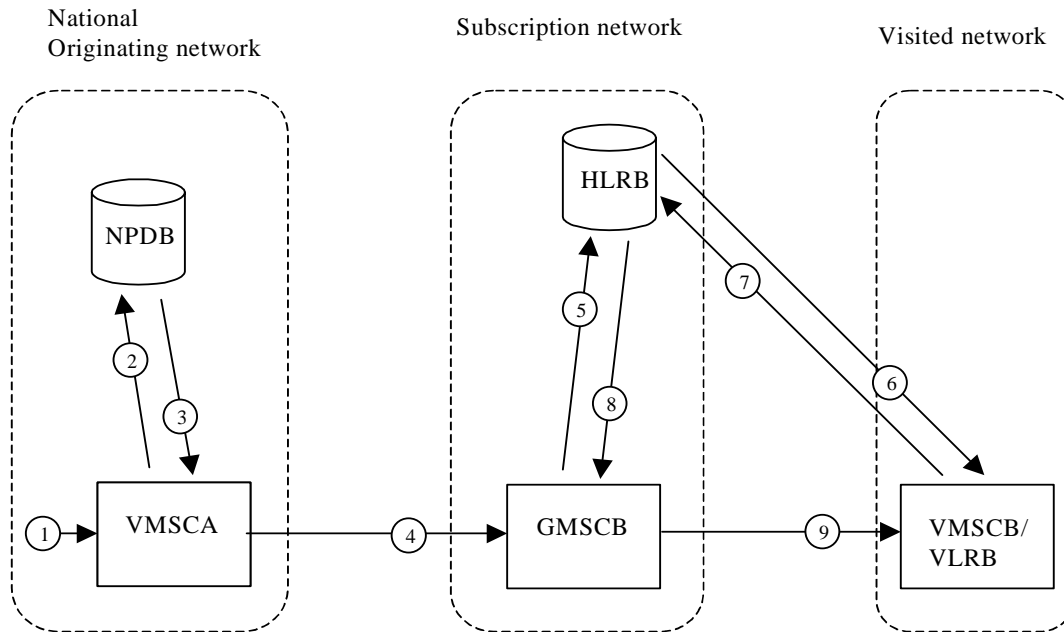 National
Originating network
Subscription network
Visited network
HLRB
NPDB
7
5
2
6
3
8
VMSCA
GMSCB
VMSCB/
VLRB
1
4
9